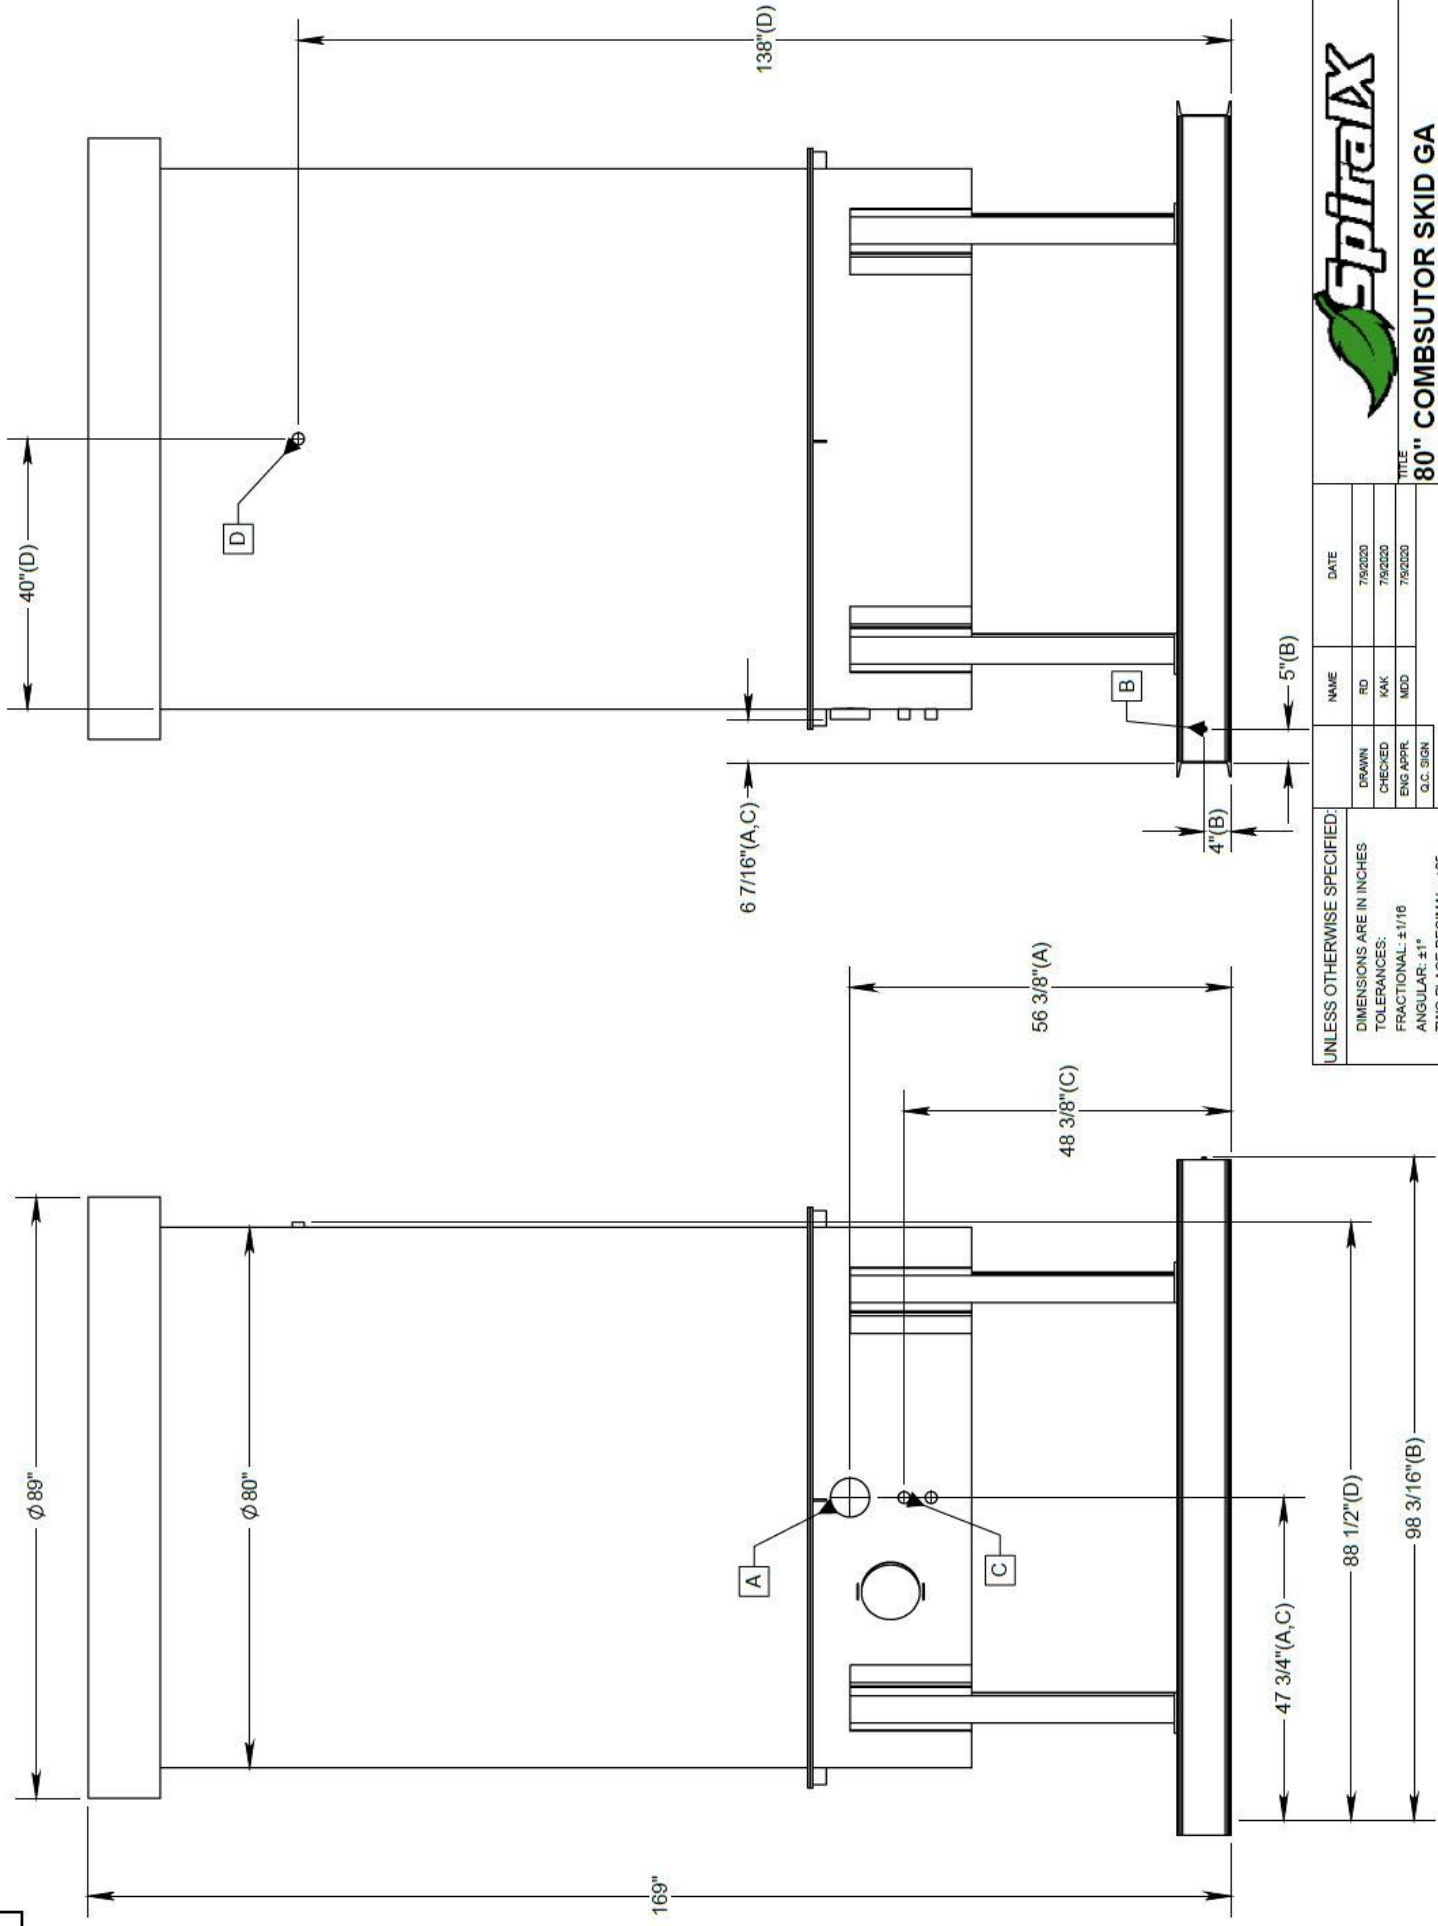 Ø89"
Ø80"
169"
A
C
56 3/8"(A)
48 3/8"(C)
47 3/4"(A,C)
88 1/2"(D)
98 3/16"(B)
40"(D)
D
138"(D)
6 7/16"(A,C)
B
4"(B)
5"(B)
UNLESS OTHERWISE SPECIFIED:
DIMENSIONS ARE IN INCHES
TOLERANCES:
FRACTIONAL: ±1/16
ANGULAR: ±1°
NAME DATE
DRAWN RD 7/9/2020
CHECKED KAK 7/9/2020
ENG APPR. MDD 7/9/2020
Q.C. SIGN
SpiralX
TITLE
80" COMBSUTOR SKID GA